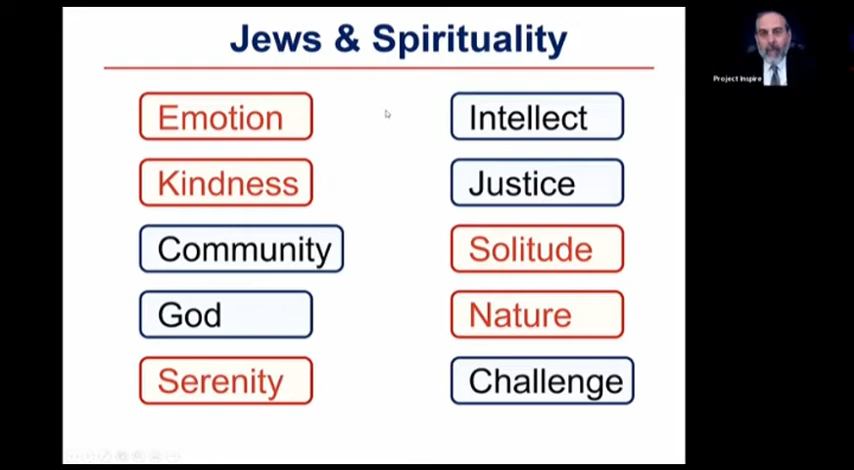 Jews & Spirituality
Project Inspire
Emotion
Intellect
Kindness
Justice
Community
Solitude
God
Nature
Serenity
Challenge